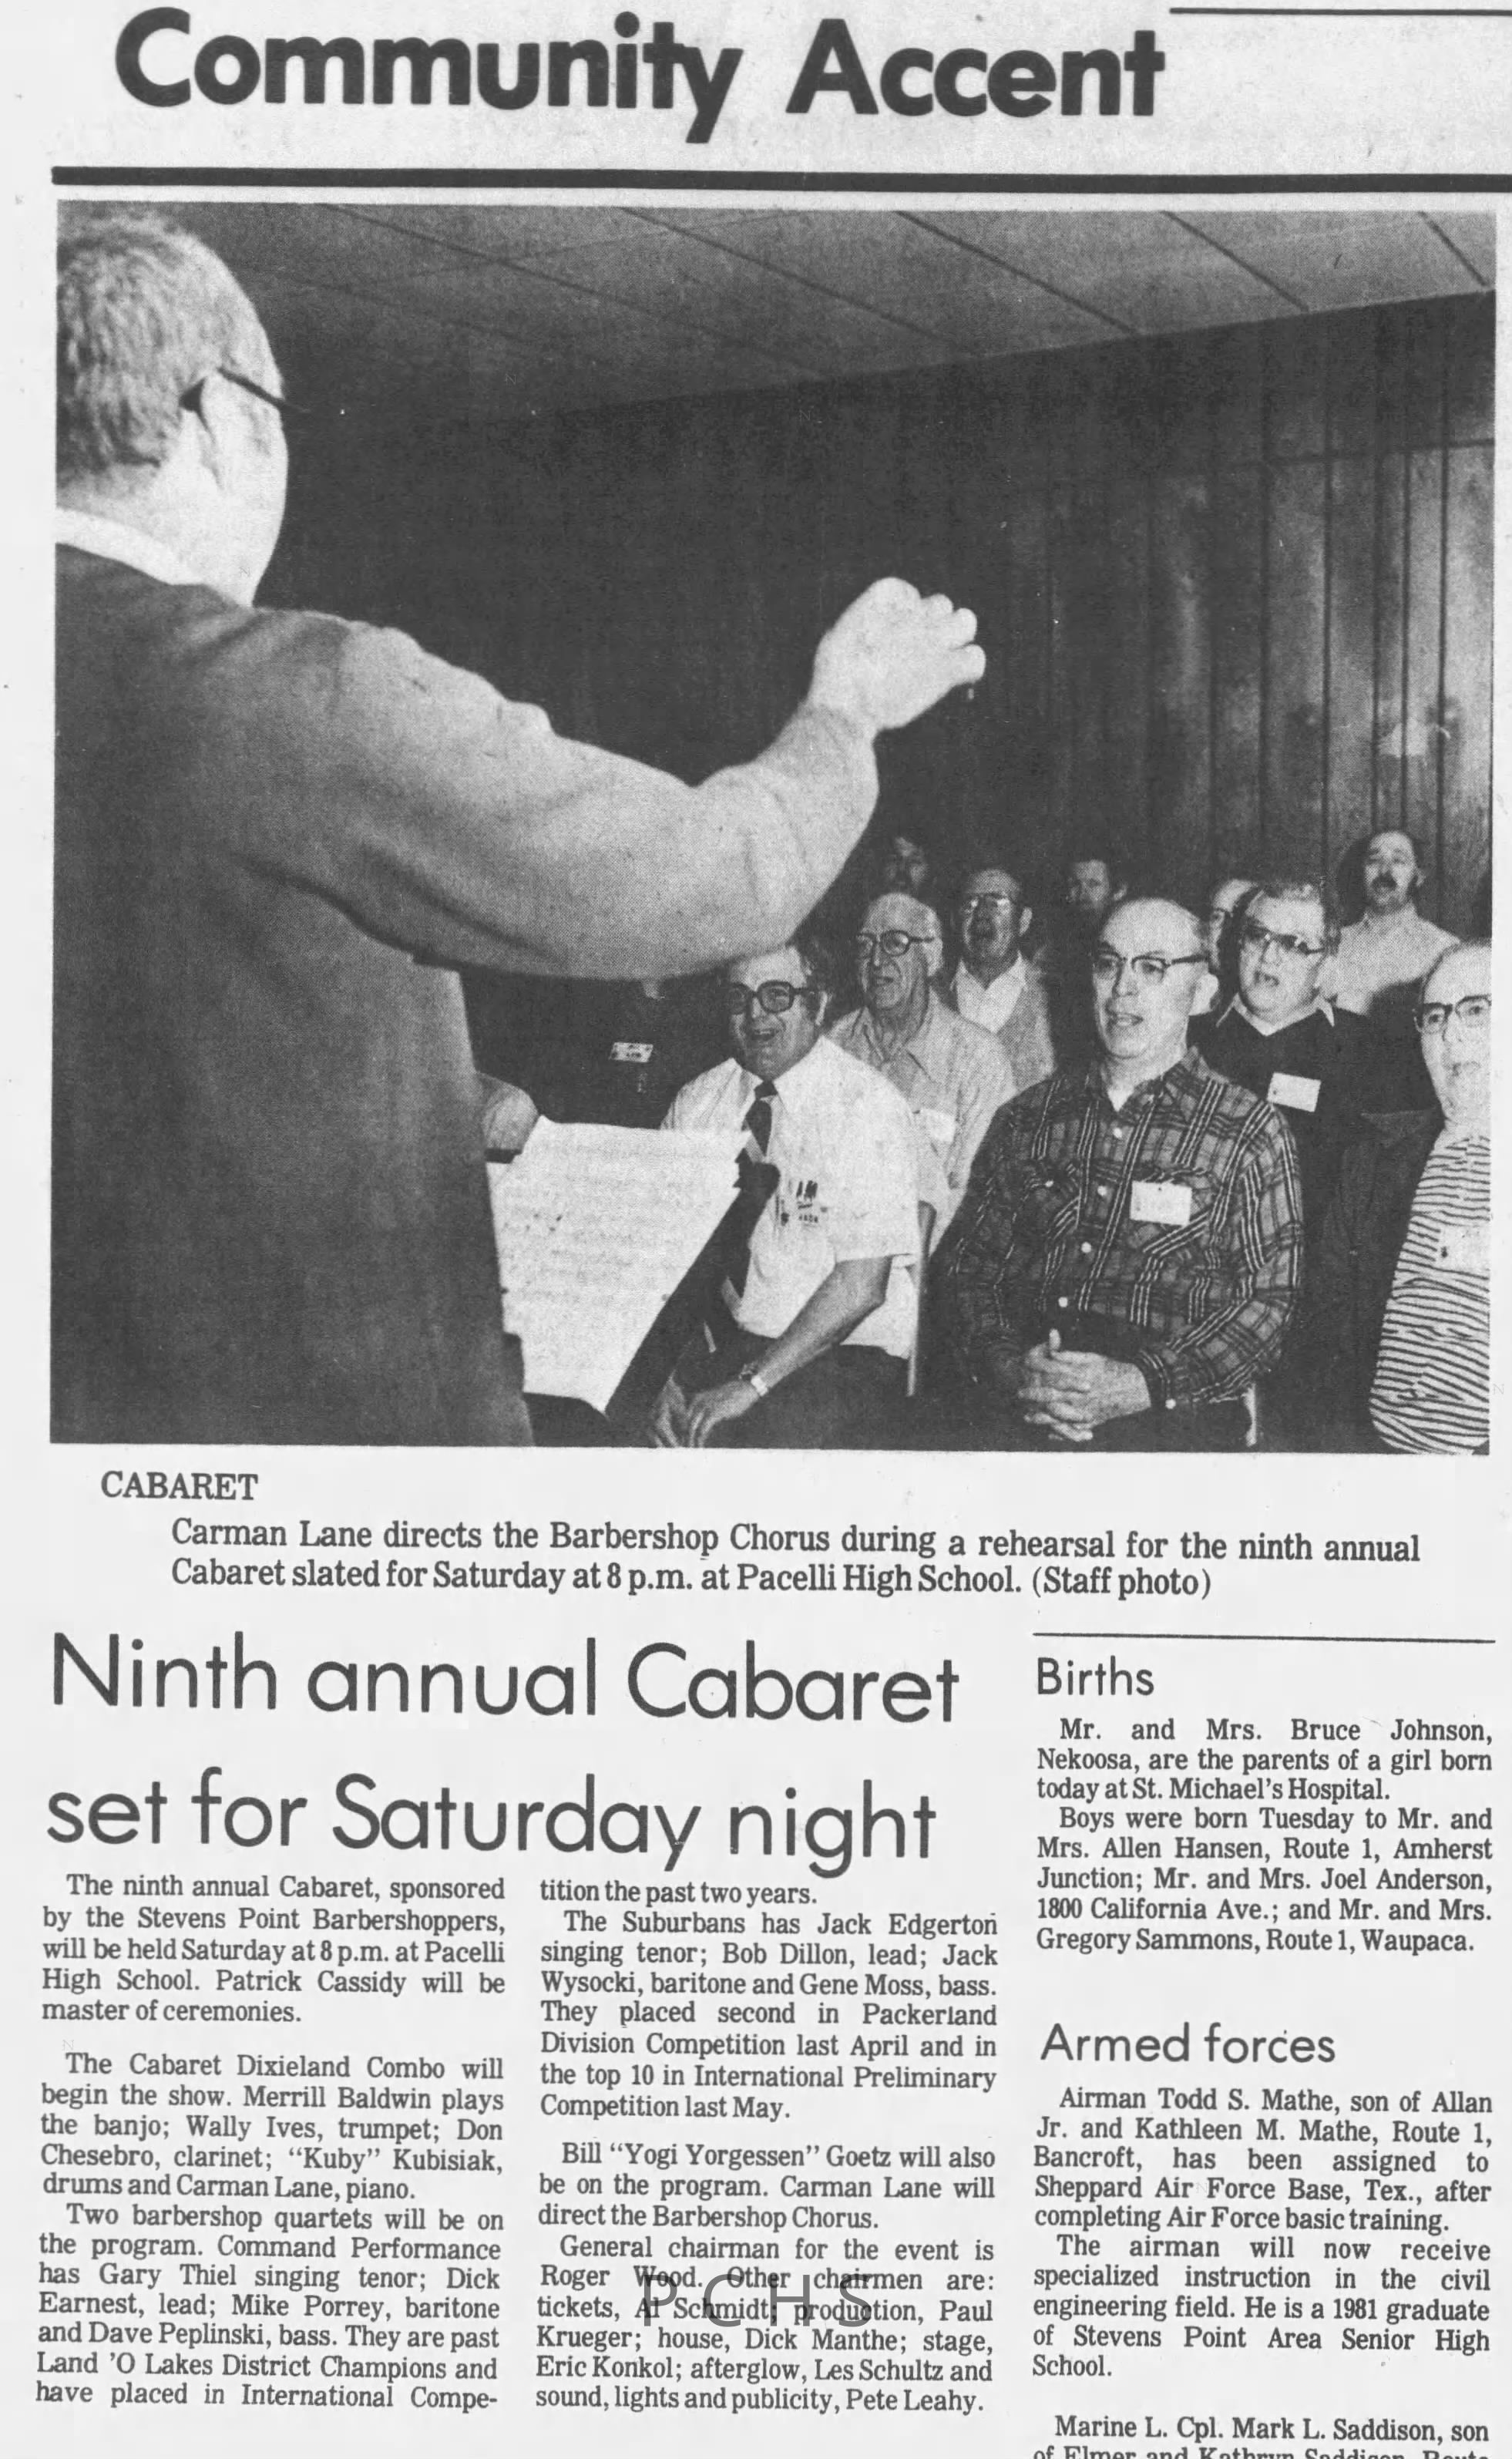 Community Accent
CABARET
Carman Lane directs the Barbershop Chorus during a rehearsal for the ninth annual
Cabaret slated for Saturday at 8 p.m. at Pacelli High School. (Staff photo)
Ninth annual Cabaret
set for Saturday night
The ninth annual Cabaret, sponsored
by the Stevens Point Barbershoppers,
will be held Saturday at 8 p.m. at Pacelli
High School. Patrick Cassidy will be
master of ceremonies.
The Cabaret Dixieland Combo will
begin the show. Merrill Baldwin plays
the banjo; Wally Ives, trumpet; Don
Chesebro, clarinet; "Kuby" Kubisiak,
drums and Carman Lane, piano.
Two barbershop quartets will be on
the program. Command Performance
has Gary Thiel singing tenor; Dick
Earnest, lead; Mike Porrey, baritone
and Dave Peplinski, bass. They are past
Land 'O Lakes District Champions and
have placed in International Compe-
tition the past two years.
The Suburbans has Jack Edgerton
singing tenor; Bob Dillon, lead; Jack
Wysocki, baritone and Gene Moss, bass.
They placed second in Packerland
Division Competition last April and in
the top 10 in International Preliminary
Competition last May.
Bill "Yogi Yorgessen" Goetz will also
be on the program. Carman Lane will
direct the Barbershop Chorus.
General chairman for the event is
Roger Wood. Other chairmen are:
tickets, Al Schmidt; production, Paul
Krueger; house, Dick Manthe; stage,
Eric Konkol; afterglow, Les Schultz and
sound, lights and publicity, Pete Leahy.
PCHS
Births
Mr. and Mrs. Bruce Johnson,
Nekoosa, are the parents of a girl born
today at St. Michael's Hospital.
Boys were born Tuesday to Mr. and
Mrs. Allen Hansen, Route 1, Amherst
Junction; Mr. and Mrs. Joel Anderson,
1800 California Ave.; and Mr. and Mrs.
Gregory Sammons, Route 1, Waupaca.
Armed forces
Airman Todd S. Mathe, son of Allan
Jr. and Kathleen M. Mathe, Route 1,
Bancroft, has been assigned to
Sheppard Air Force Base, Tex., after
completing Air Force basic training.
The airman will now receive
specialized instruction in the civil
engineering field. He is a 1981 graduate
of Stevens Point Area Senior High
School.
Marine L. Cpl. Mark L. Saddison, son
of Elmer and Kathryn Saddison, Route